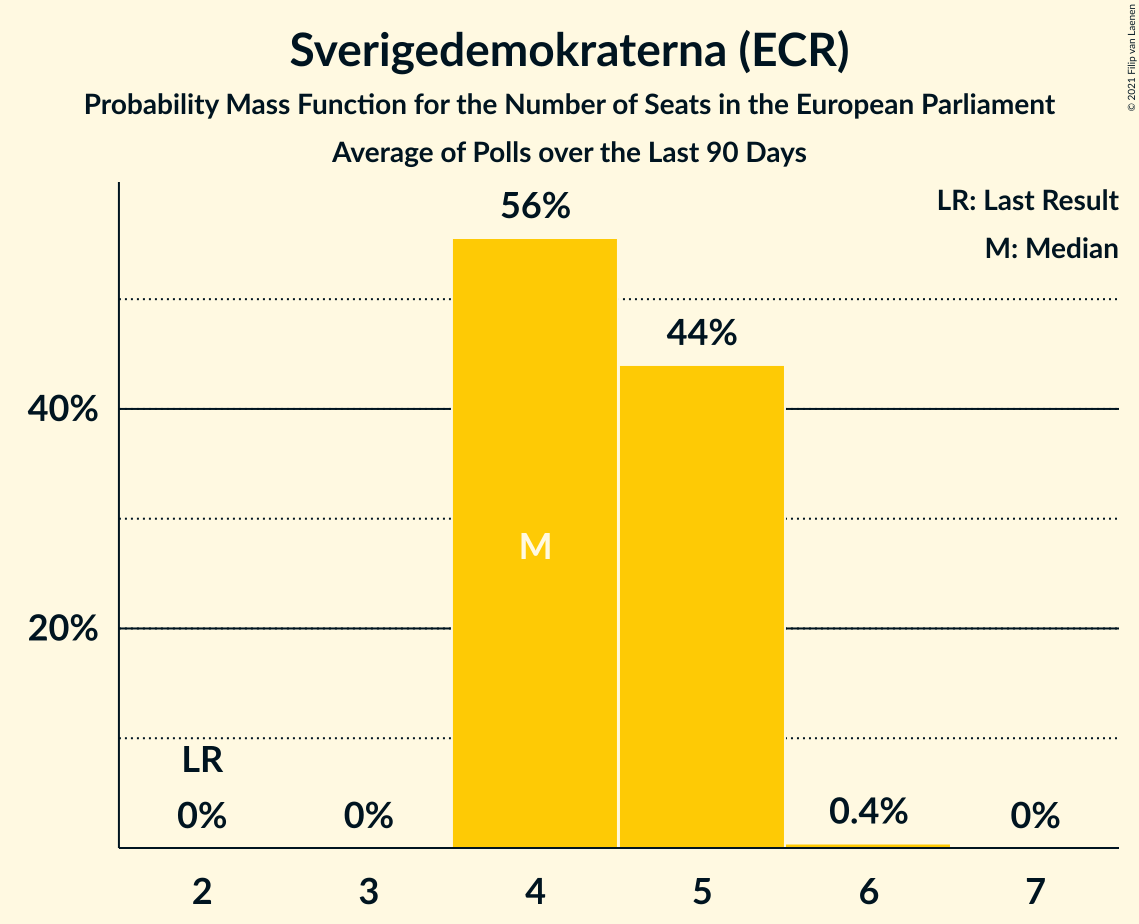 Sverigedemokraterna (ECR)
Probability Mass Function for the Number of Seats in the European Parliament
Average of Polls over the Last 90 Days
© 2021 Filip van Laenen
LR: Last Result
M: Median
56%
44%
40%
M
20%
LR
0%
0%
0.4%
0%
2
3
4
5
6
7